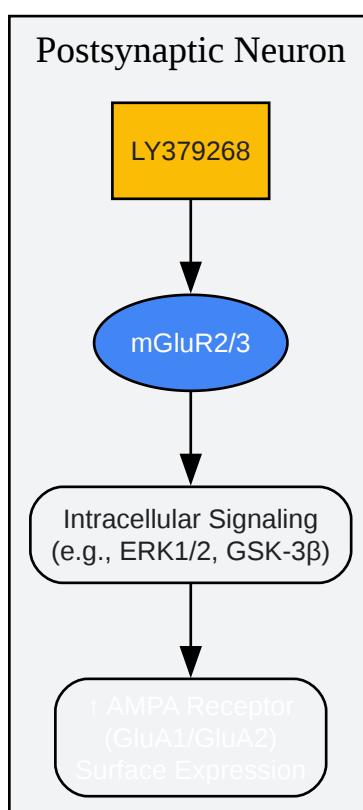 Postsynaptic Neuron
LY379268
mGluR2/3
Intracellular Signaling
(e.g., ERK1/2, GSK-3β)
↑ AMPA Receptor
(GluA1/GluA2)
Surface Expression